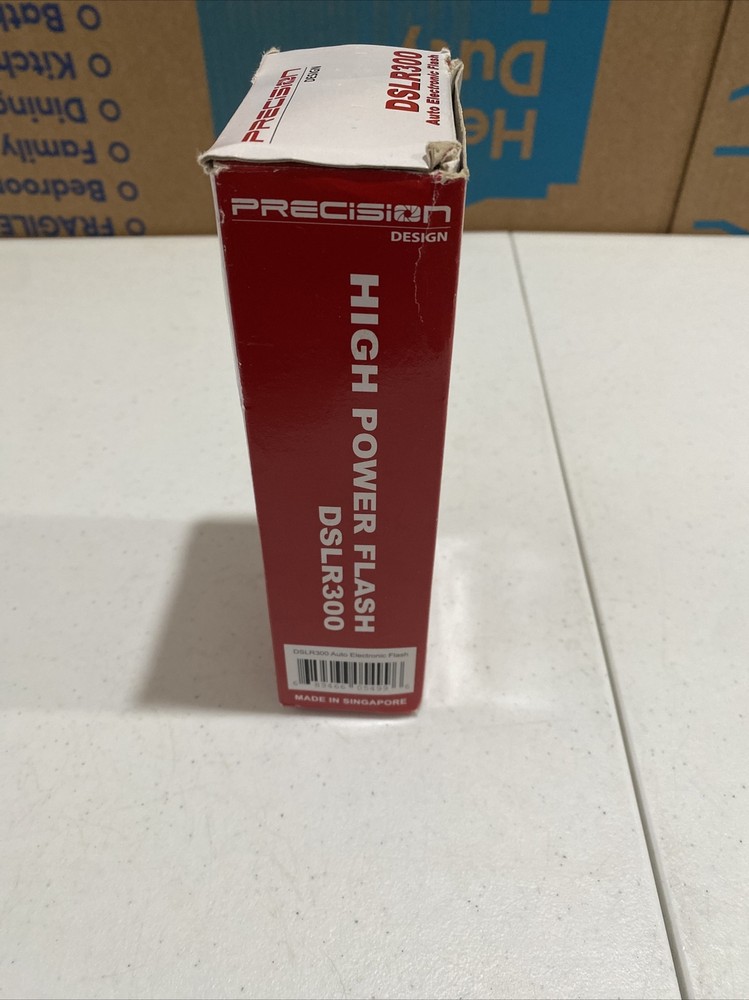 PRECISION
DESIGN
DSLR300
Auto Electronic Flash
PRECISION
DESIGN
HIGH POWER FLASH
DSLR300
DSLR300 Auto Electronic Flash
MADE IN SINGAPORE
He
Duty
Bath
Kitch
Dining
Family
Bedroom
FRAGILE